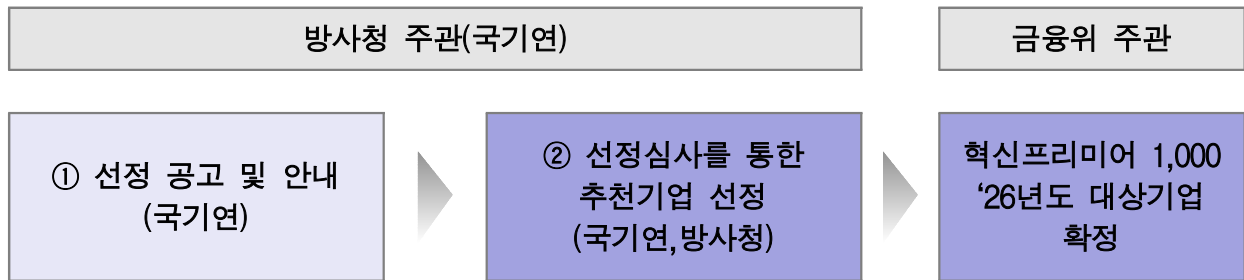 방사청 주관(국기연)
금융위 주관
① 선정 공고 및 안내
(국기연)
② 선정심사를 통한
추천기업 선정
(국기연,방사청)
혁신프리미어 1,000
‘26년도 대상기업
확정